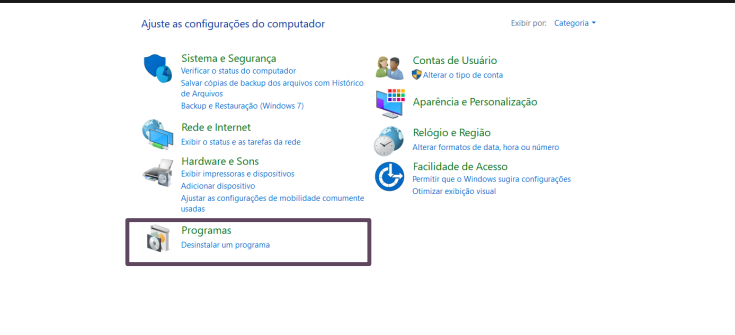 Ajuste as configurações do computador
Exibir por: Categoria
Sistema e Segurança
Verificar o status do computador
Salvar cópias de backup dos arquivos com Histórico
de Arquivos
Backup e Restauração (Windows 7)
Rede e Internet
Exibir o status e as tarefas da rede
Hardware e Sons
Exibir impressoras e dispositivos
Adicionar dispositivo
Ajustar as configurações de mobilidade comumente
usadas
Programas
Desinstalar um programa
Contas de Usuário
Alterar o tipo de conta
Aparência e Personalização
Relógio e Região
Alterar formatos de data, hora ou número
Facilidade de Acesso
Permitir que o Windows sugira configurações
Otimizar exibição visual